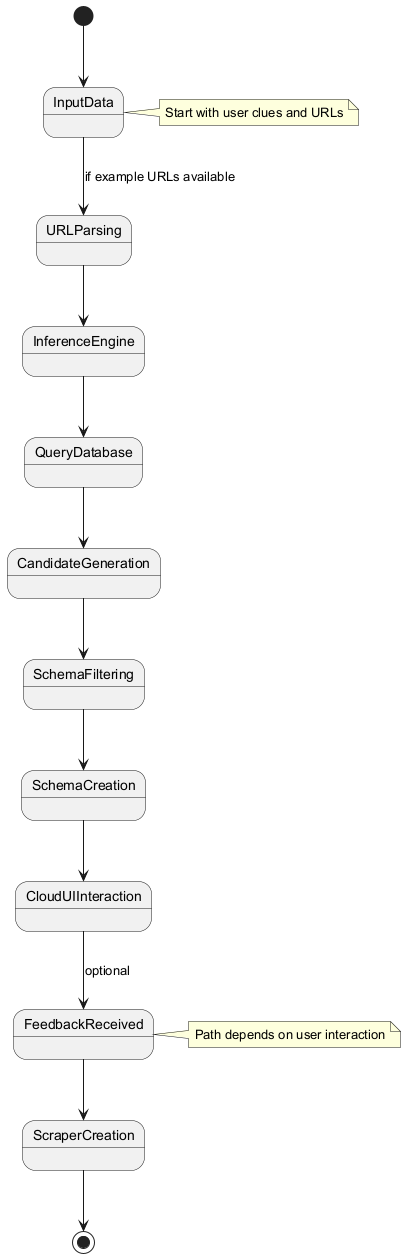 InputData
Start with user clues and URLs
if example URLs available
URLParsing
InferenceEngine
QueryDatabase
CandidateGeneration
SchemaFiltering
SchemaCreation
CloudUIInteraction
optional
FeedbackReceived
Path depends on user interaction
ScraperCreation